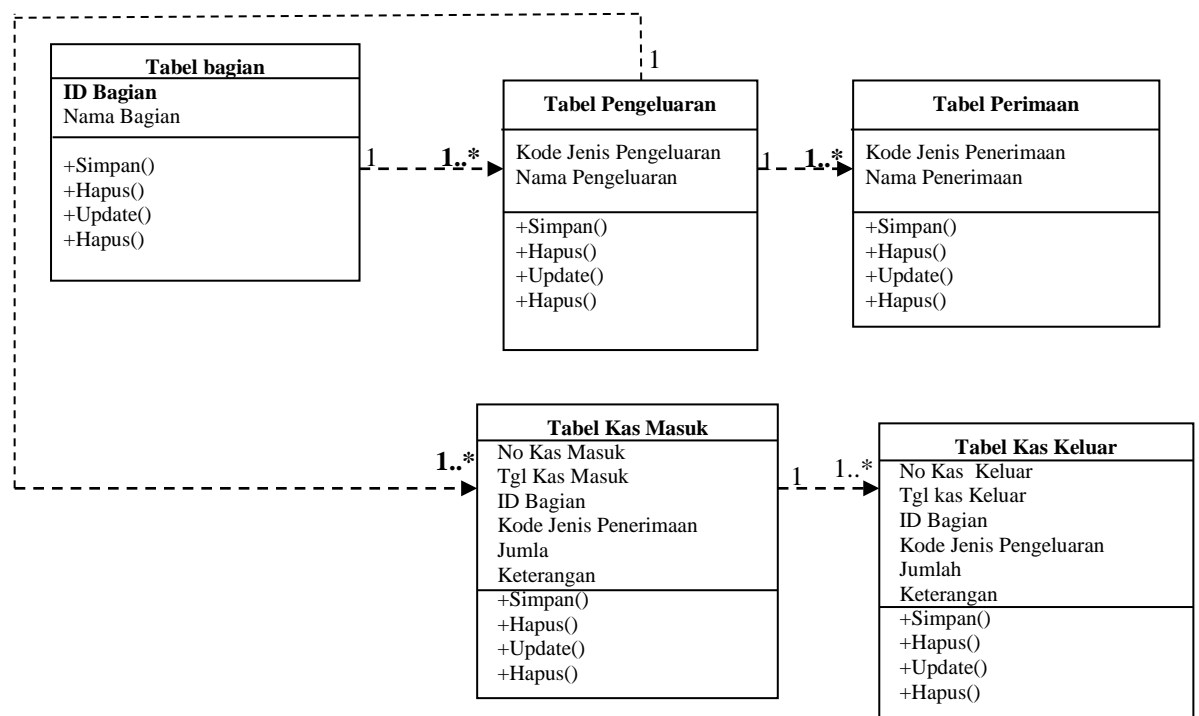 1
Tabel bagian
ID Bagian
Nama Bagian
+Simpan()
+Hapus()
+Update()
+Hapus()
1
1..*
Tabel Pengeluaran
Kode Jenis Pengeluaran
Nama Pengeluaran
+Simpan()
+Hapus()
+Update()
+Hapus()
1
1..*
Tabel Perimaan
Kode Jenis Penerimaan
Nama Penerimaan
+Simpan()
+Hapus()
+Update()
+Hapus()
1..*
Tabel Kas Masuk
No Kas Masuk
Tgl Kas Masuk
ID Bagian
Kode Jenis Penerimaan
Jumla
Keterangan
+Simpan()
+Hapus()
+Update()
+Hapus()
1
1..*
Tabel Kas Keluar
No Kas  Keluar
Tgl kas Keluar
ID Bagian
Kode Jenis Pengeluaran
Jumlah
Keterangan
+Simpan()
+Hapus()
+Update()
+Hapus()